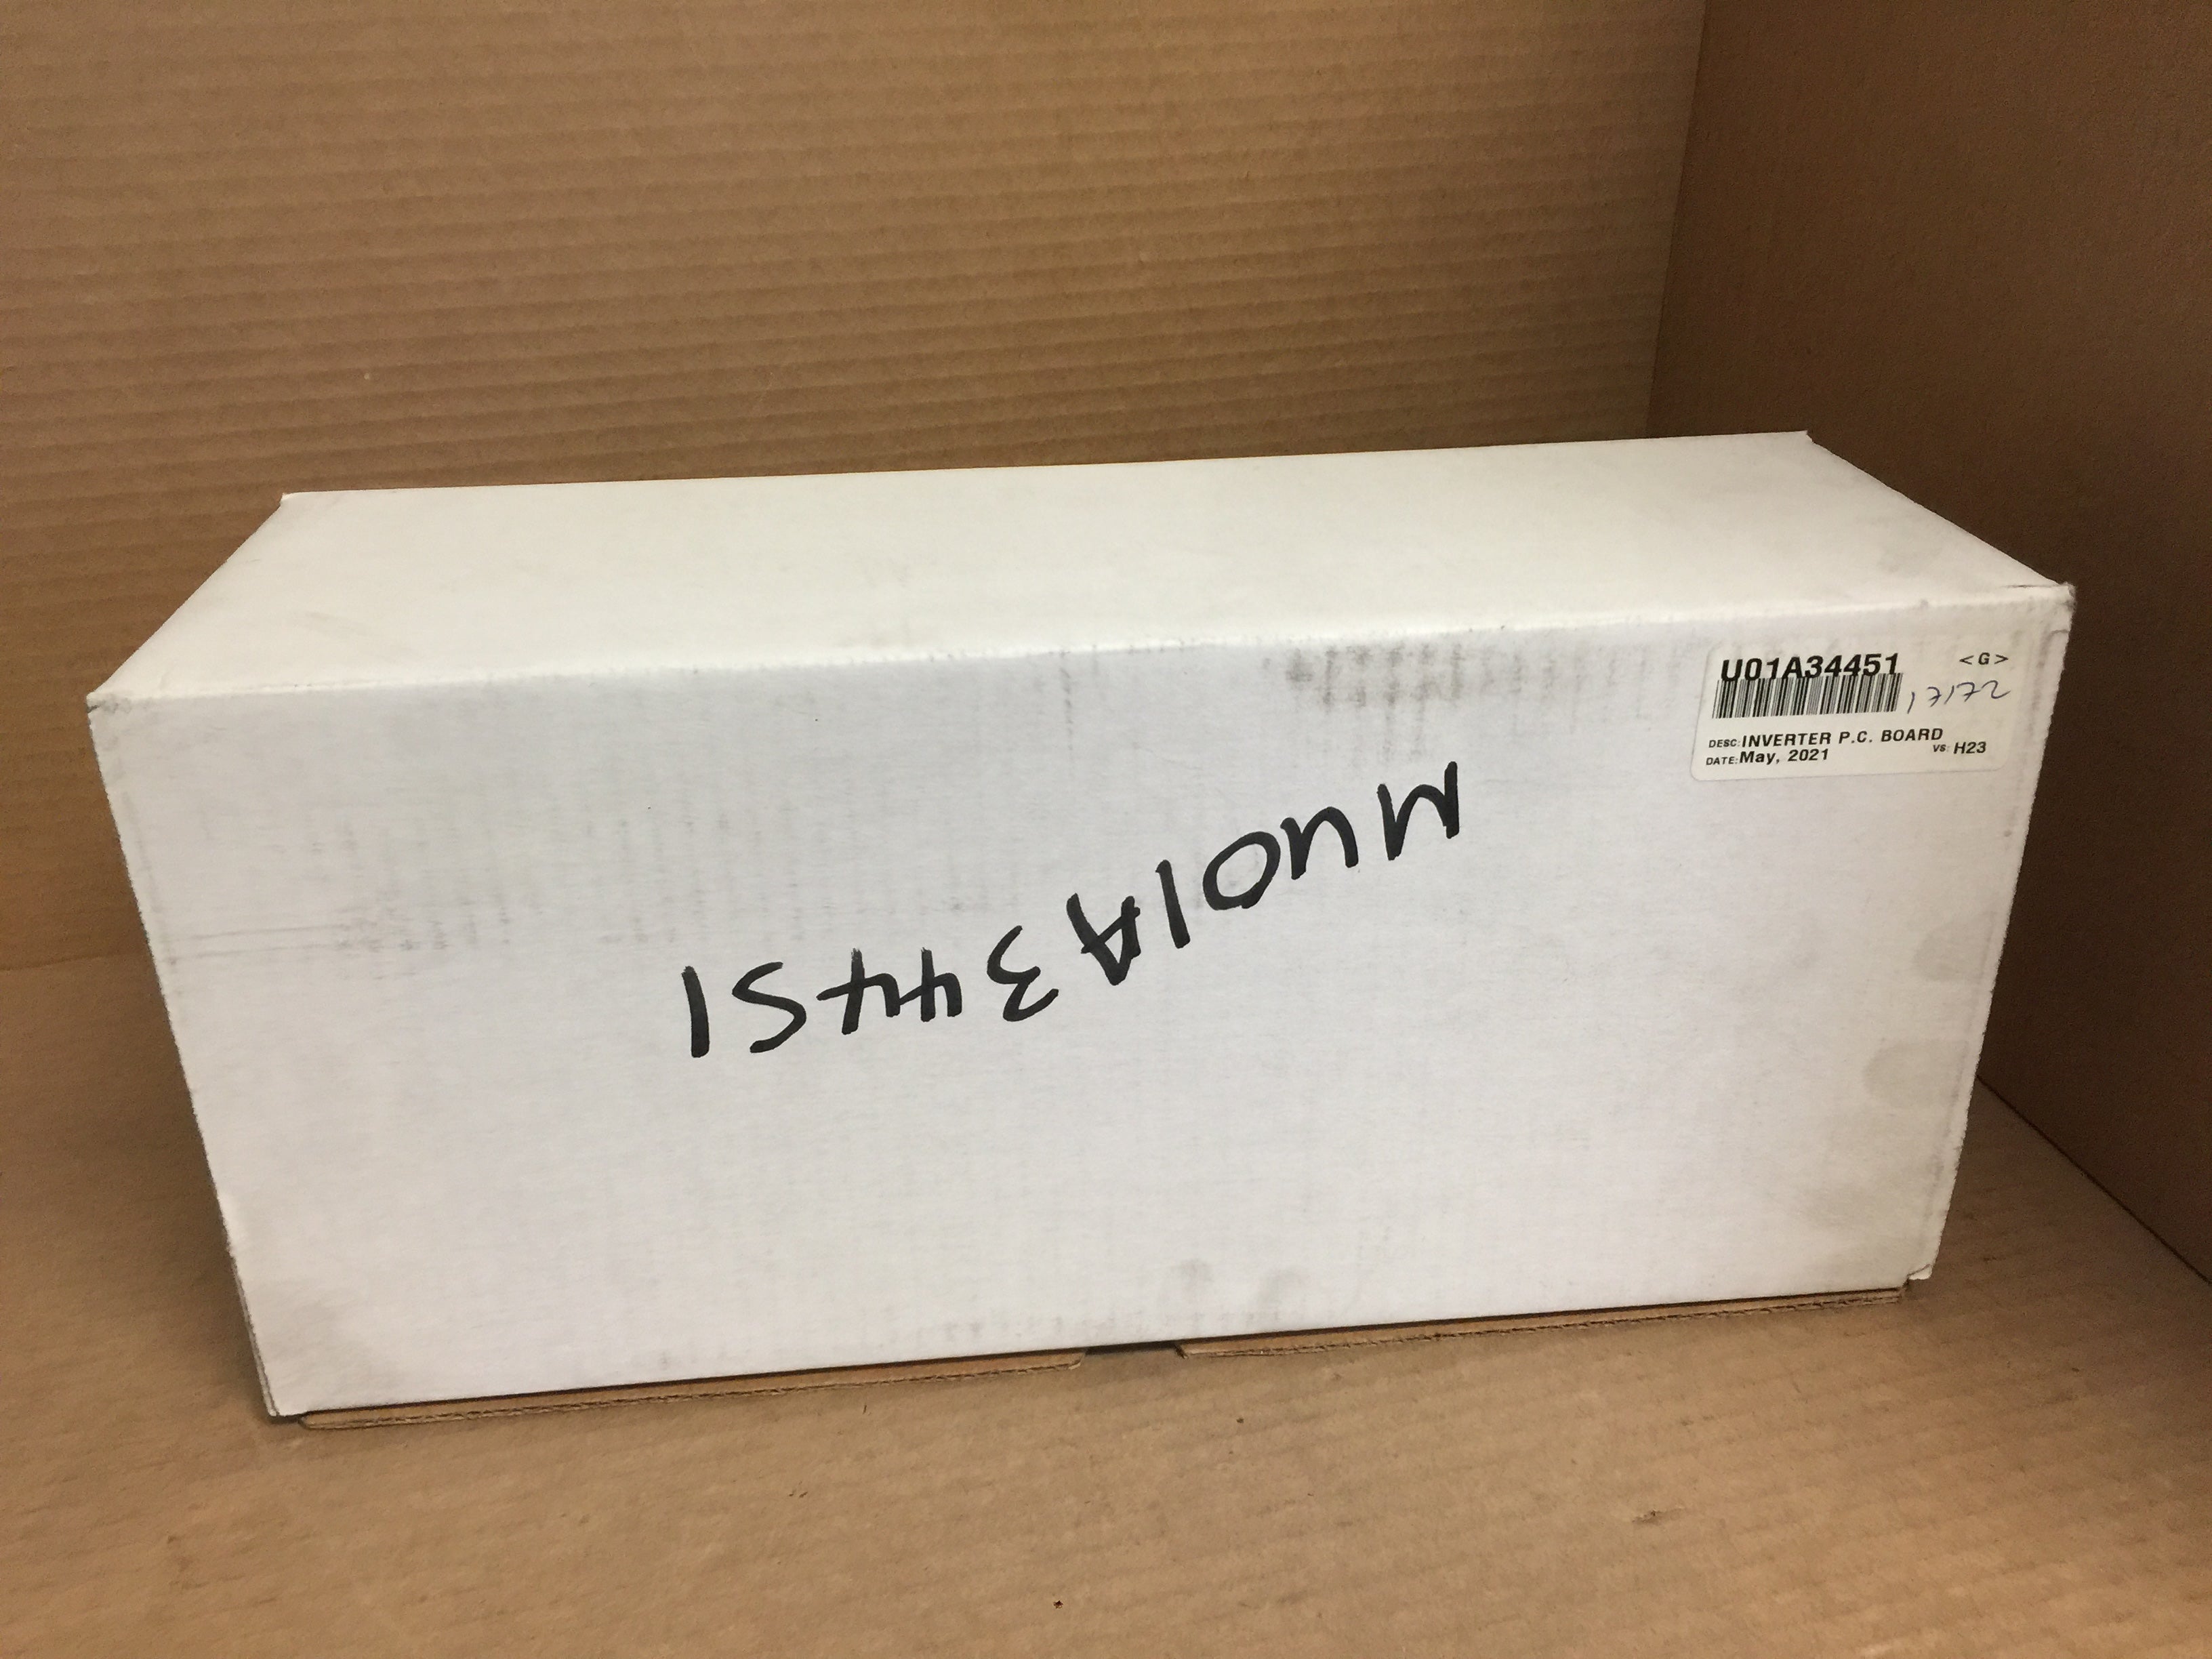 U01A34451 <G>
17172
DESC: INVERTER P.C. BOARD
DATE: May, 2021 VS: H23
MU01A34451